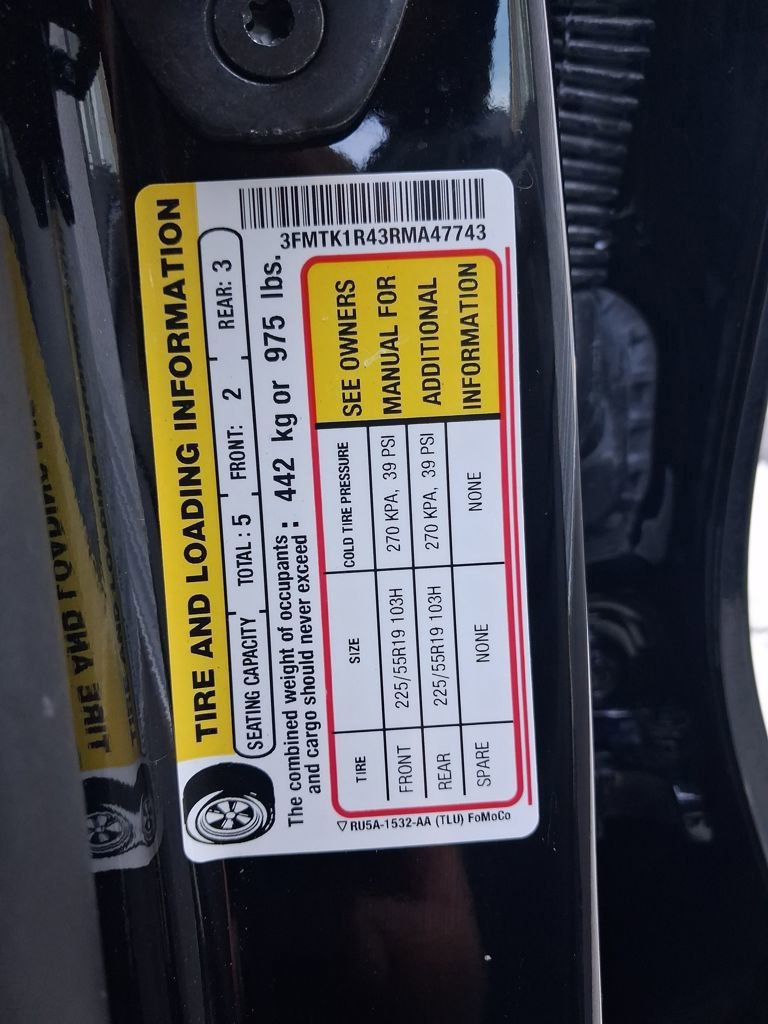 3FMTK1R43RMA47743
TIRE AND LOADING INFORMATION
SEATING CAPACITY TOTAL: 5 FRONT: 2 REAR: 3
The combined weight of occupants
and cargo should never exceed : 442 kg or 975 lbs.
TIRE SIZE COLD TIRE PRESSURE
FRONT 225/55R19 103H 270 KPA, 39 PSI
REAR 225/55R19 103H 270 KPA, 39 PSI
SPARE NONE NONE
SEE OWNERS
MANUAL FOR
ADDITIONAL
INFORMATION
▽ RU5A-1532-AA (TLU) FoMoCo